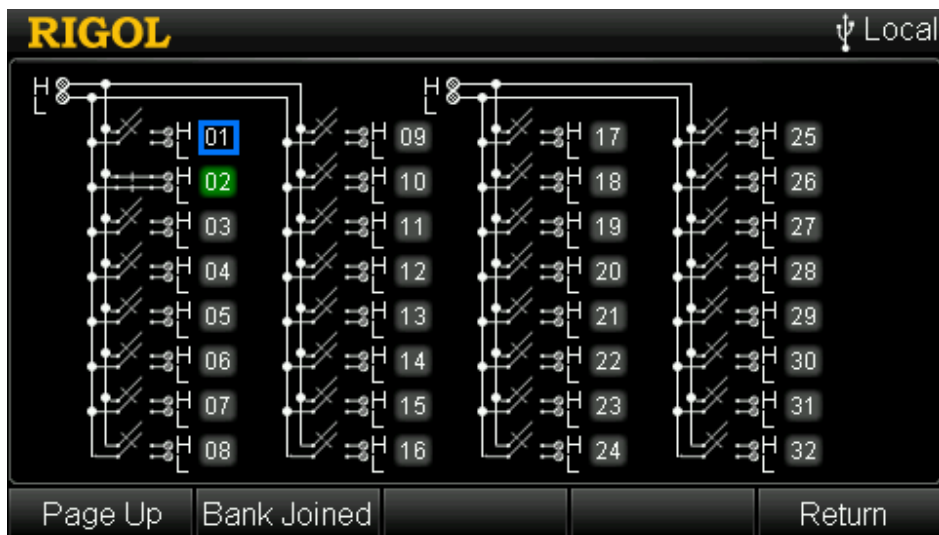 RIGOL Local
H H
L L
H 01 H 09 H 17 H 25
L L L L
H 02 H 10 H 18 H 26
L L L L
H 03 H 11 H 19 H 27
L L L L
H 04 H 12 H 20 H 28
L L L L
H 05 H 13 H 21 H 29
L L L L
H 06 H 14 H 22 H 30
L L L L
H 07 H 15 H 23 H 31
L L L L
H 08 H 16 H 24 H 32
L L L L
Page Up Bank Joined Return